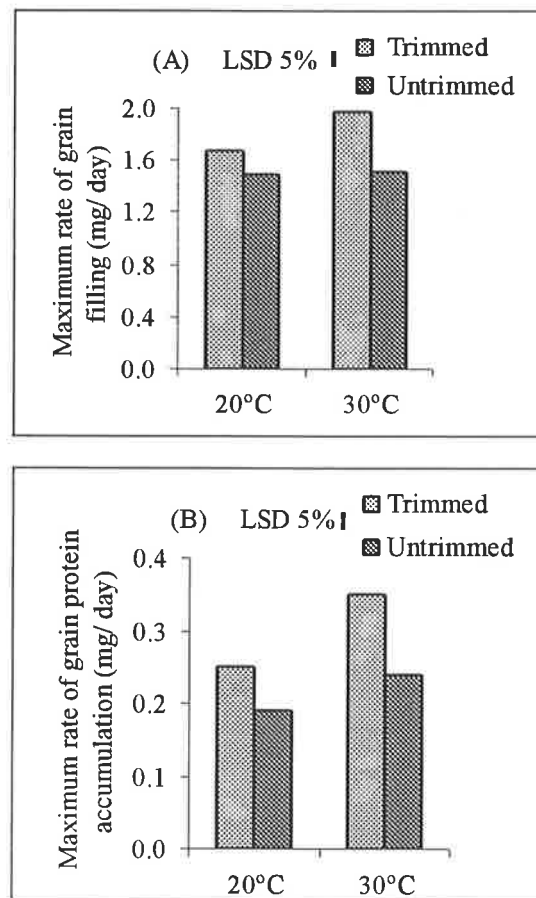 (A) LSD 5% Trimmed
Untrimmed
Maximum rate of grain
filling (mg/ day)
2.0
1.6
1.2
0.8
0.4
0.0
20°C 30°C
(B) LSD 5% Trimmed
Untrimmed
Maximum rate of grain protein
accumulation (mg/ day)
0.4
0.3
0.2
0.1
0.0
20°C 30°C